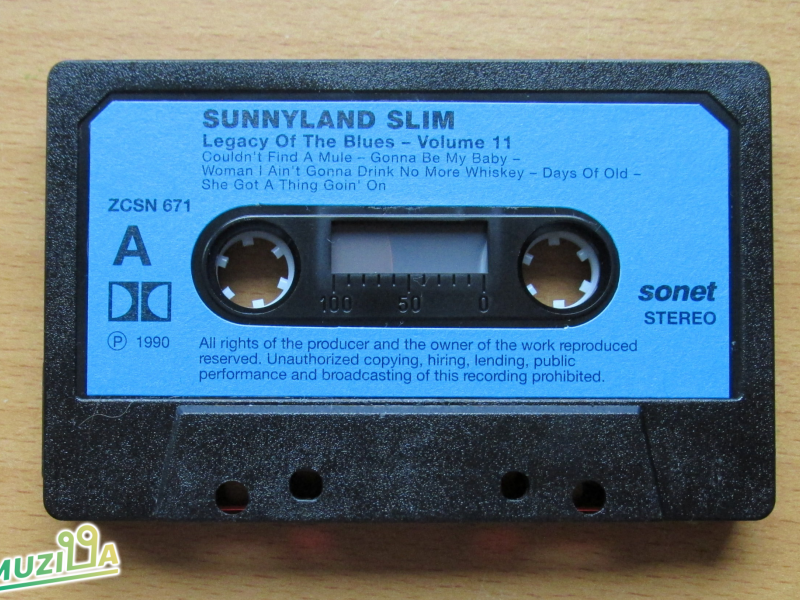 SUNNYLAND SLIM
Legacy Of The Blues – Volume 11
Couldn't Find A Mule – Gonna Be My Baby –
Woman I Ain't Gonna Drink No More Whiskey – Days Of Old –
She Got A Thing Goin' On
ZCSN 671
A
100 50 0
sonet
STEREO
Ⓟ 1990
All rights of the producer and the owner of the work reproduced
reserved. Unauthorized copying, hiring, lending, public
performance and broadcasting of this recording prohibited.
MUZILLA